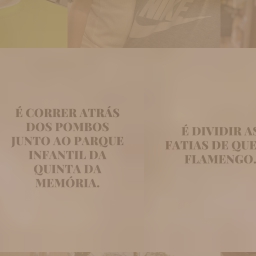 É CORRER ATRÁS
DOS POMBOS
JUNTO AO PARQUE
INFANTIL DA
QUINTA DA
MEMÓRIA.
É DIVIDIR AS
FATIAS DE QUE
FLAMENGO.